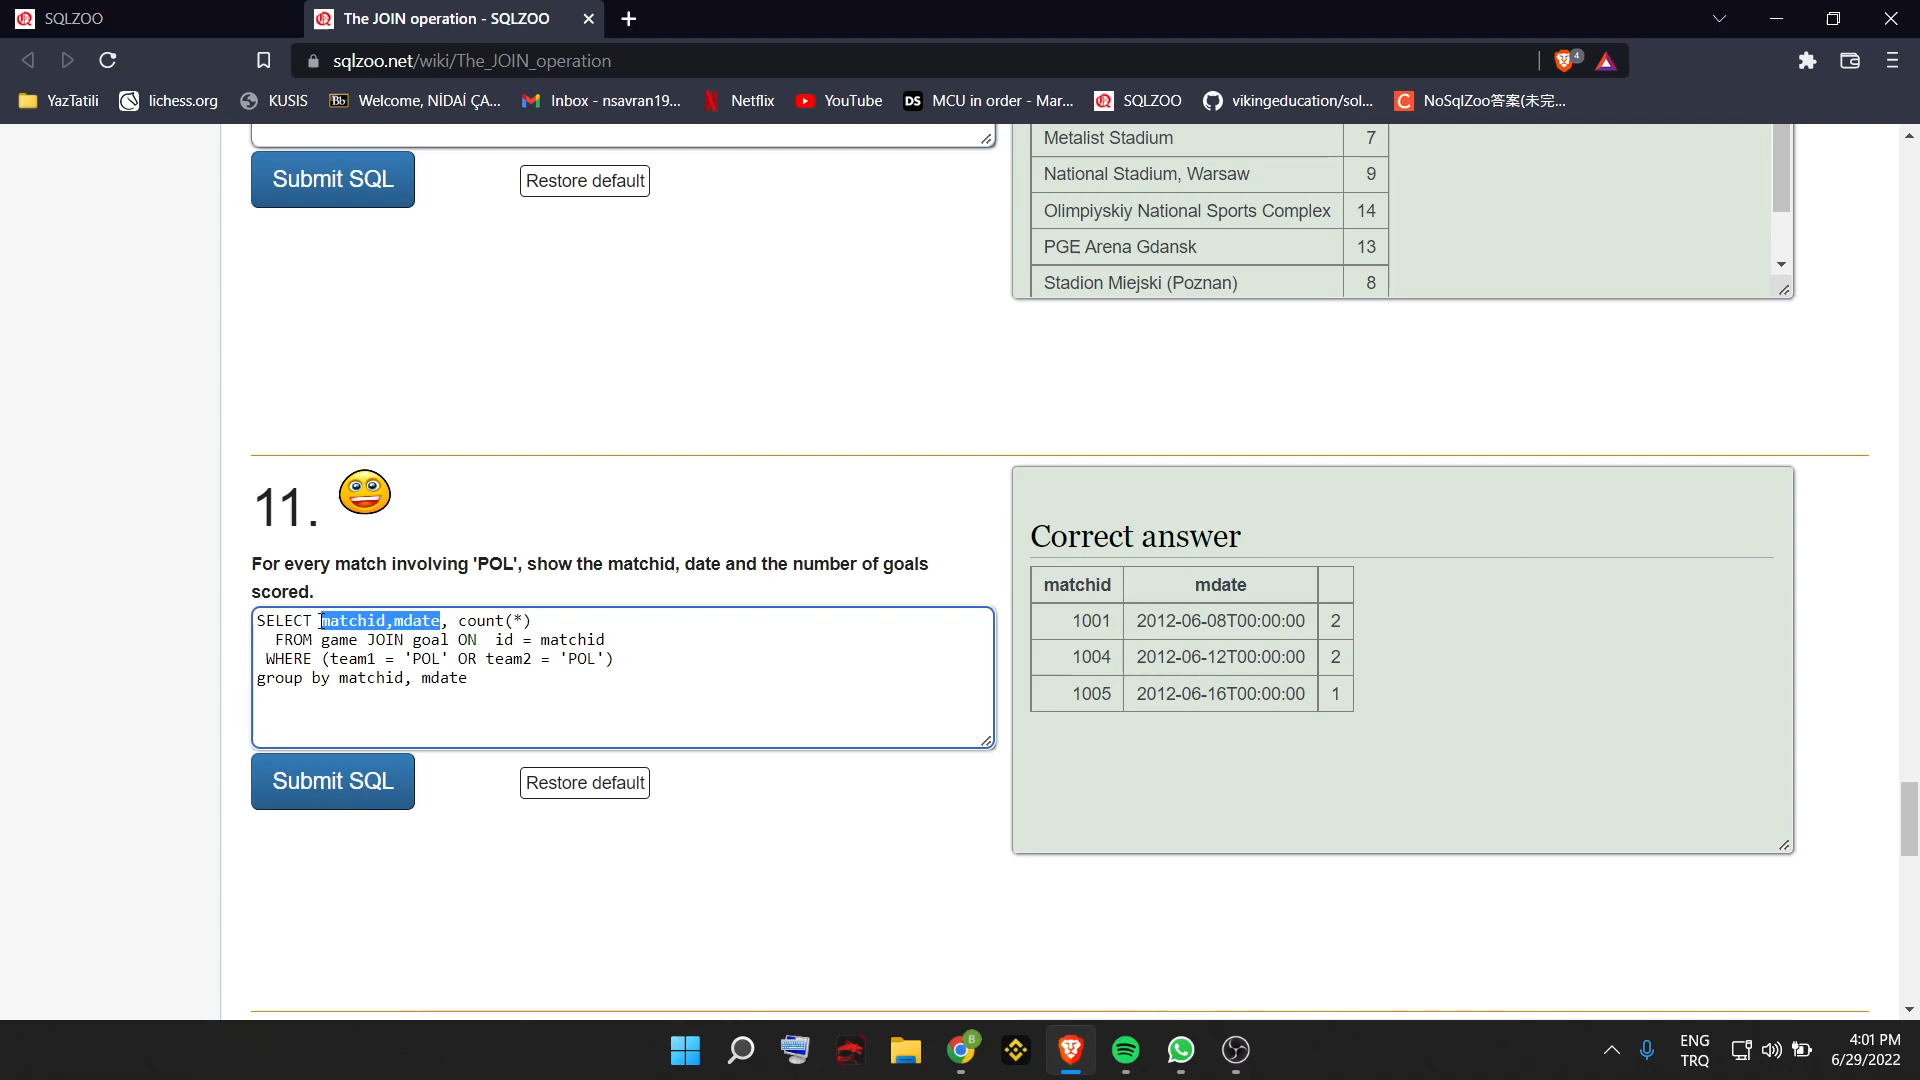 SQLZOO
The JOIN operation - SQLZOO
sqlzoo.net/wiki/The_JOIN_operation
4
YazTatili
lichess.org
KUSIS
Bb
Welcome, NİDAİ ÇA...
Inbox - nsavran19...
Netflix
YouTube
DS
MCU in order - Mar...
SQLZOO
vikingeducation/sol...
C
NoSqlZoo答案(未完...
Submit SQL
Restore default
Metalist Stadium 7
National Stadium, Warsaw 9
Olimpiyskiy National Sports Complex 14
PGE Arena Gdansk 13
Stadion Miejski (Poznan) 8
11.
For every match involving 'POL', show the matchid, date and the number of goals
scored.
SELECT matchid,mdate, count(*)
FROM game JOIN goal ON id = matchid
WHERE (team1 = 'POL' OR team2 = 'POL')
group by matchid, mdate
Submit SQL
Restore default
Correct answer
matchid mdate
1001 2012-06-08T00:00:00 2
1004 2012-06-12T00:00:00 2
1005 2012-06-16T00:00:00 1
B
ENG
TRQ
4:01 PM
6/29/2022